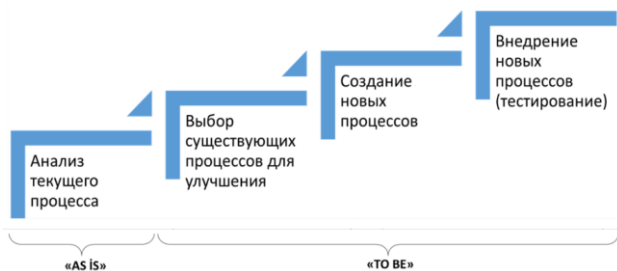 Анализ
текущего
процесса
Выбор
существующих
процессов для
улучшения
Создание
новых
процессов
Внедрение
новых
процессов
(тестирование)
«AS İS»
«TO BE»